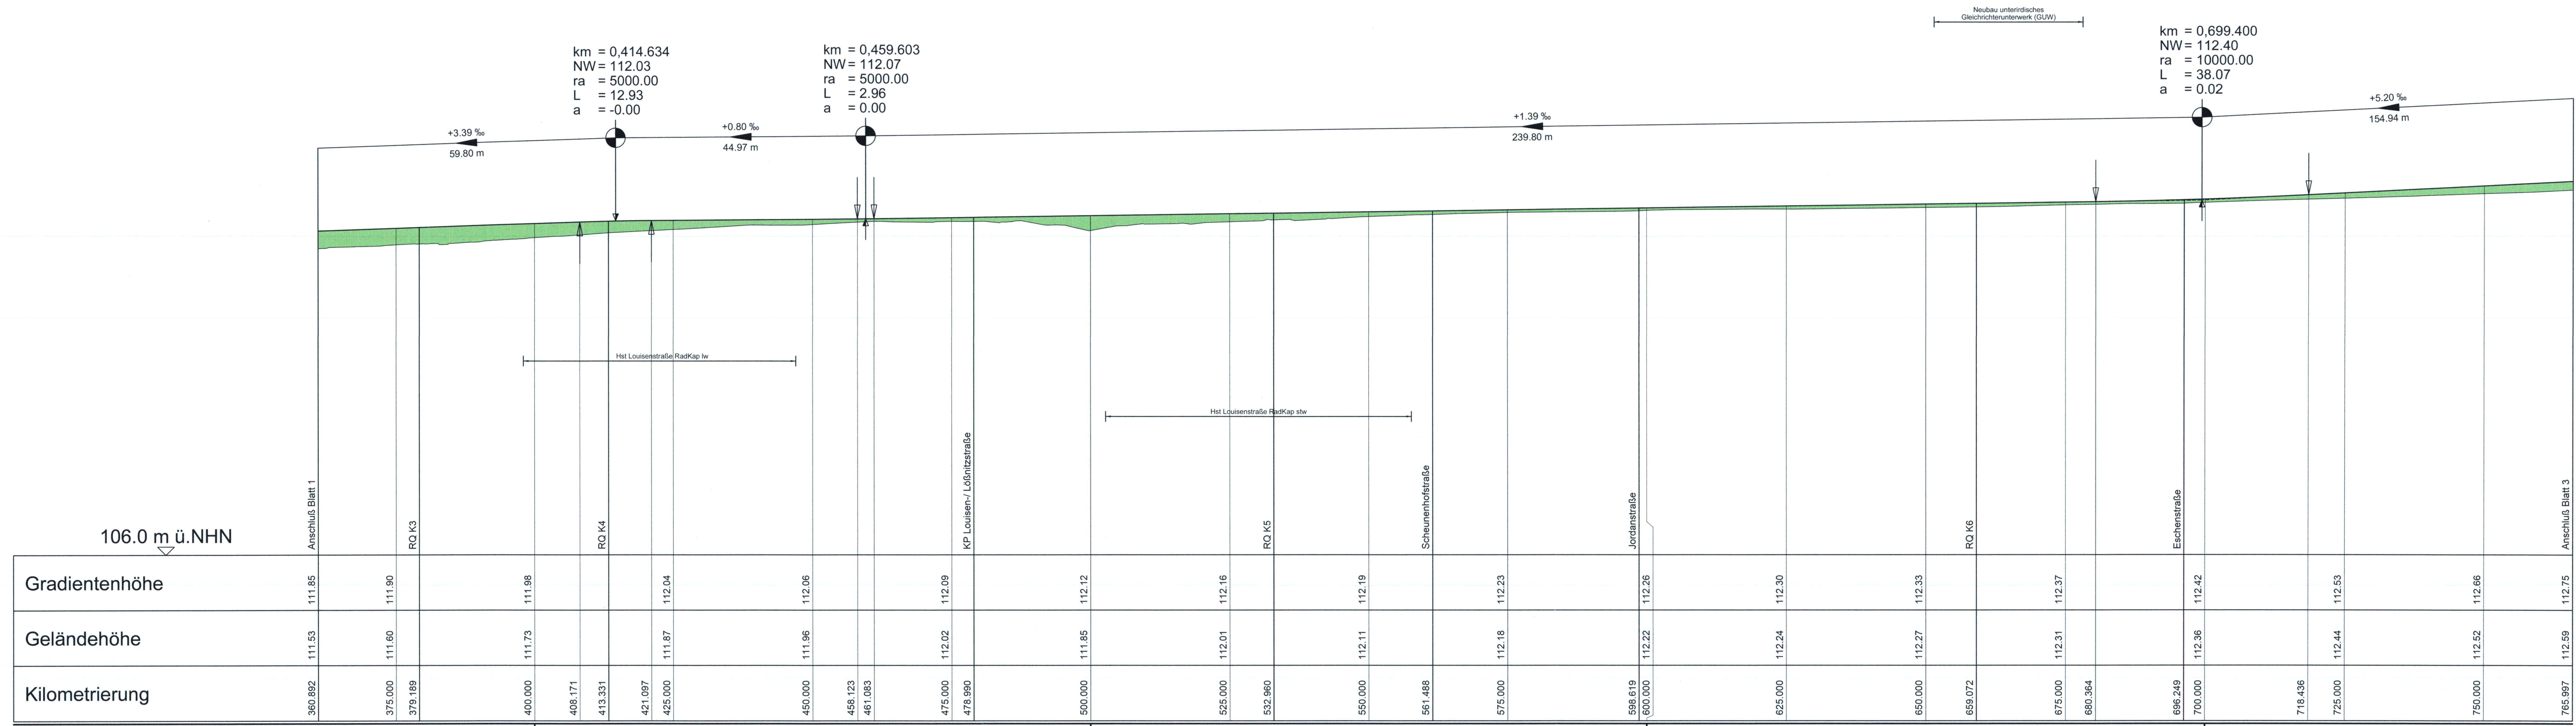 Neubau unterirdisches
Gleichrichterunterwerk (GUW)
km = 0,414.634
NW = 112.03
ra = 5000.00
L = 12.93
a = -0.00
km = 0,459.603
NW = 112.07
ra = 5000.00
L = 2.96
a = 0.00
km = 0,699.400
NW = 112.40
ra = 10000.00
L = 38.07
a = 0.02
+3.39 ‰
59.80 m
+0.80 ‰
44.97 m
+1.39 ‰
239.80 m
+5.20 ‰
154.94 m
Hst Louisenstraße RadKap lw
Hst Louisenstraße RadKap stw
Anschluß Blatt 1
RQ K3
RQ K4
KP Louisen-/ Lößnitzstraße
RQ K5
Scheunenhofstraße
Jordanstraße
RQ K6
Eschenstraße
Anschluß Blatt 3
106.0 m ü.NHN
Gradientenhöhe 111.85 111.90 111.98 112.04 112.06 112.09 112.12 112.16 112.19 112.23 112.26 112.30 112.33 112.37 112.42 112.53 112.66 112.75
Geländehöhe 111.53 111.60 111.73 111.87 111.96 112.02 111.85 112.01 112.11 112.18 112.22 112.24 112.27 112.31 112.36 112.44 112.52 112.59
Kilometrierung 360.892 375.000 379.189 400.000 408.171 413.331 421.097 425.000 450.000 458.123 461.083 475.000 478.990 500.000 525.000 532.960 550.000 561.488 575.000 598.619 600.000 625.000 650.000 659.072 675.000 680.364 696.249 700.000 718.436 725.000 750.000 765.997